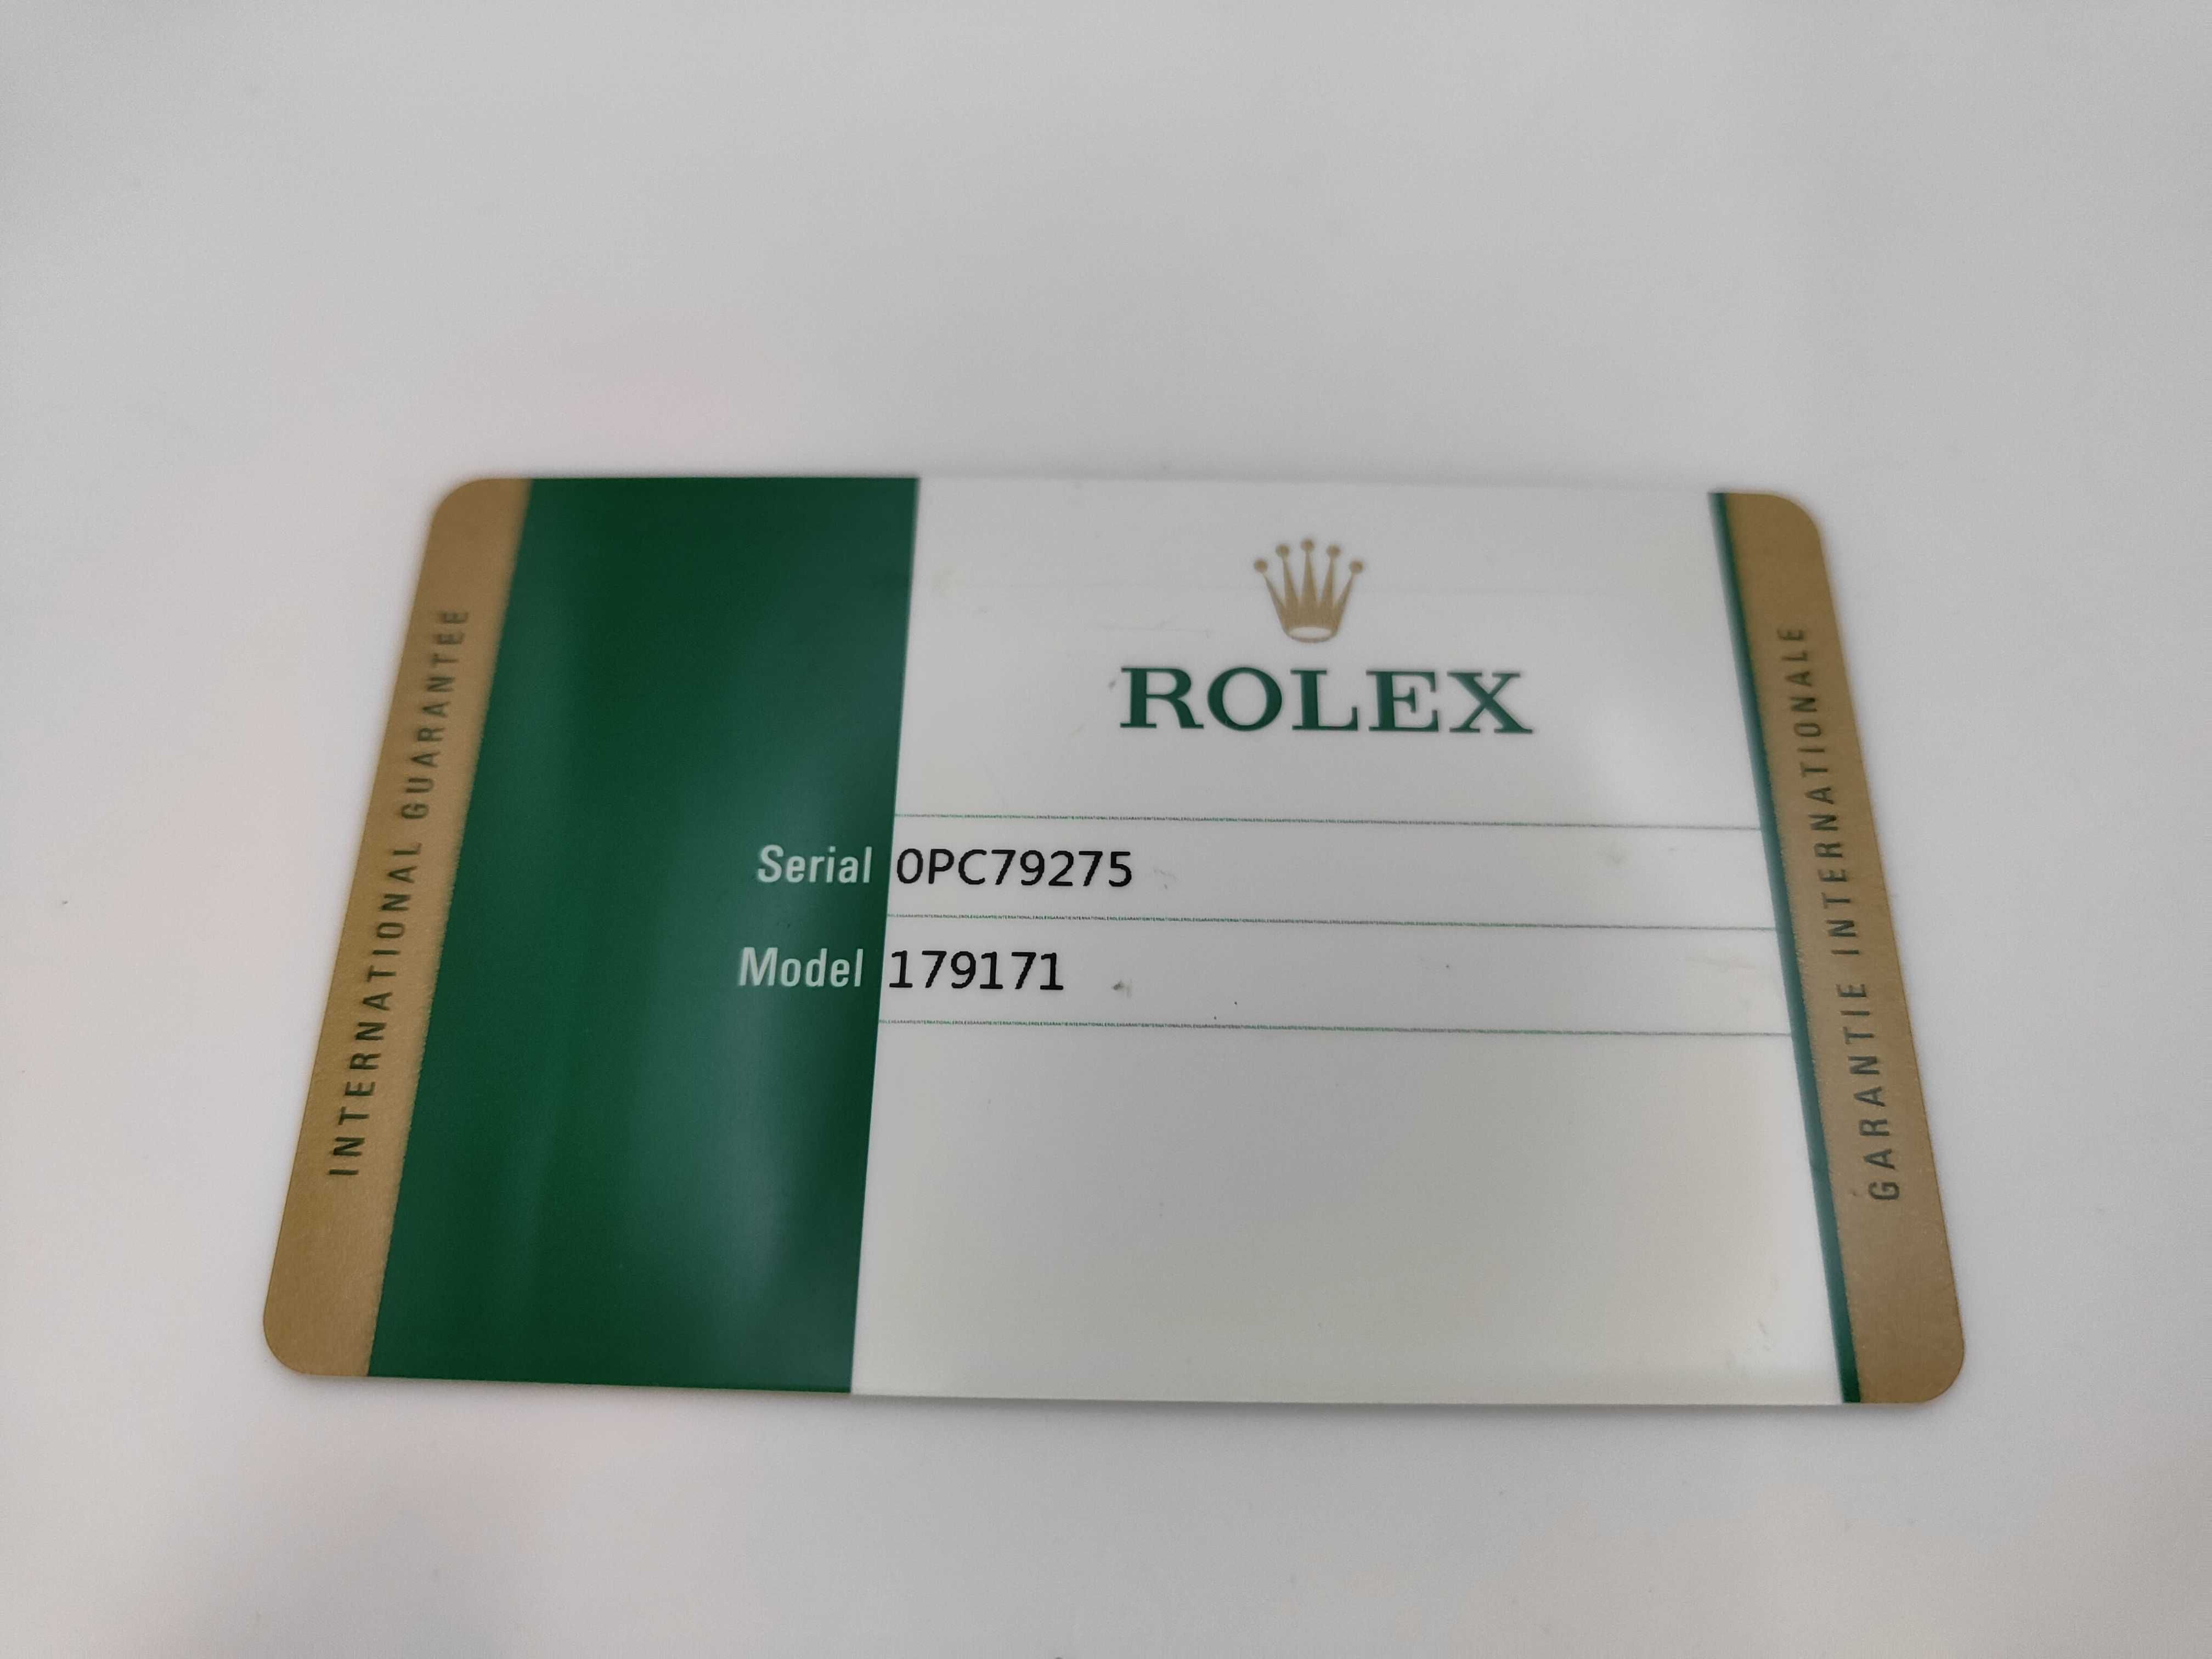 INTERNATIONAL GUARANTEE
ROLEX
Serial 0PC79275
Model 179171
GARANTIE INTERNATIONALE